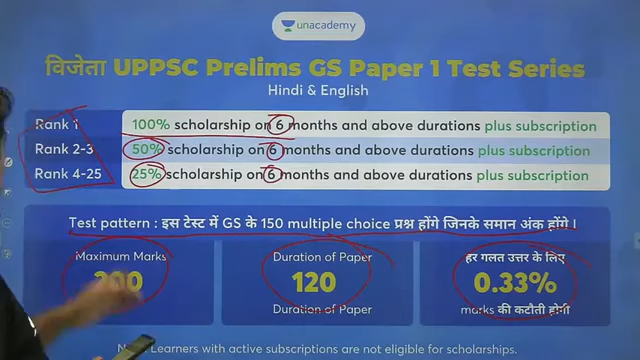 unacademy
विजेता UPPSC Prelims GS Paper 1 Test Series
Hindi & English
Rank 1 100% scholarship on 6 months and above durations plus subscription
Rank 2-3 50% scholarship on 6 months and above durations plus subscription
Rank 4-25 25% scholarship on 6 months and above durations plus subscription
Test pattern : इस टेस्ट में GS के 150 multiple choice प्रश्न होंगे जिनके समान अंक होंगे ।
Maximum Marks
Duration of Paper
120
Duration of Paper
हर गलत उत्तर के लिए
0.33%
marks की कटौती होगी
Learners with active subscriptions are not eligible for scholarships.